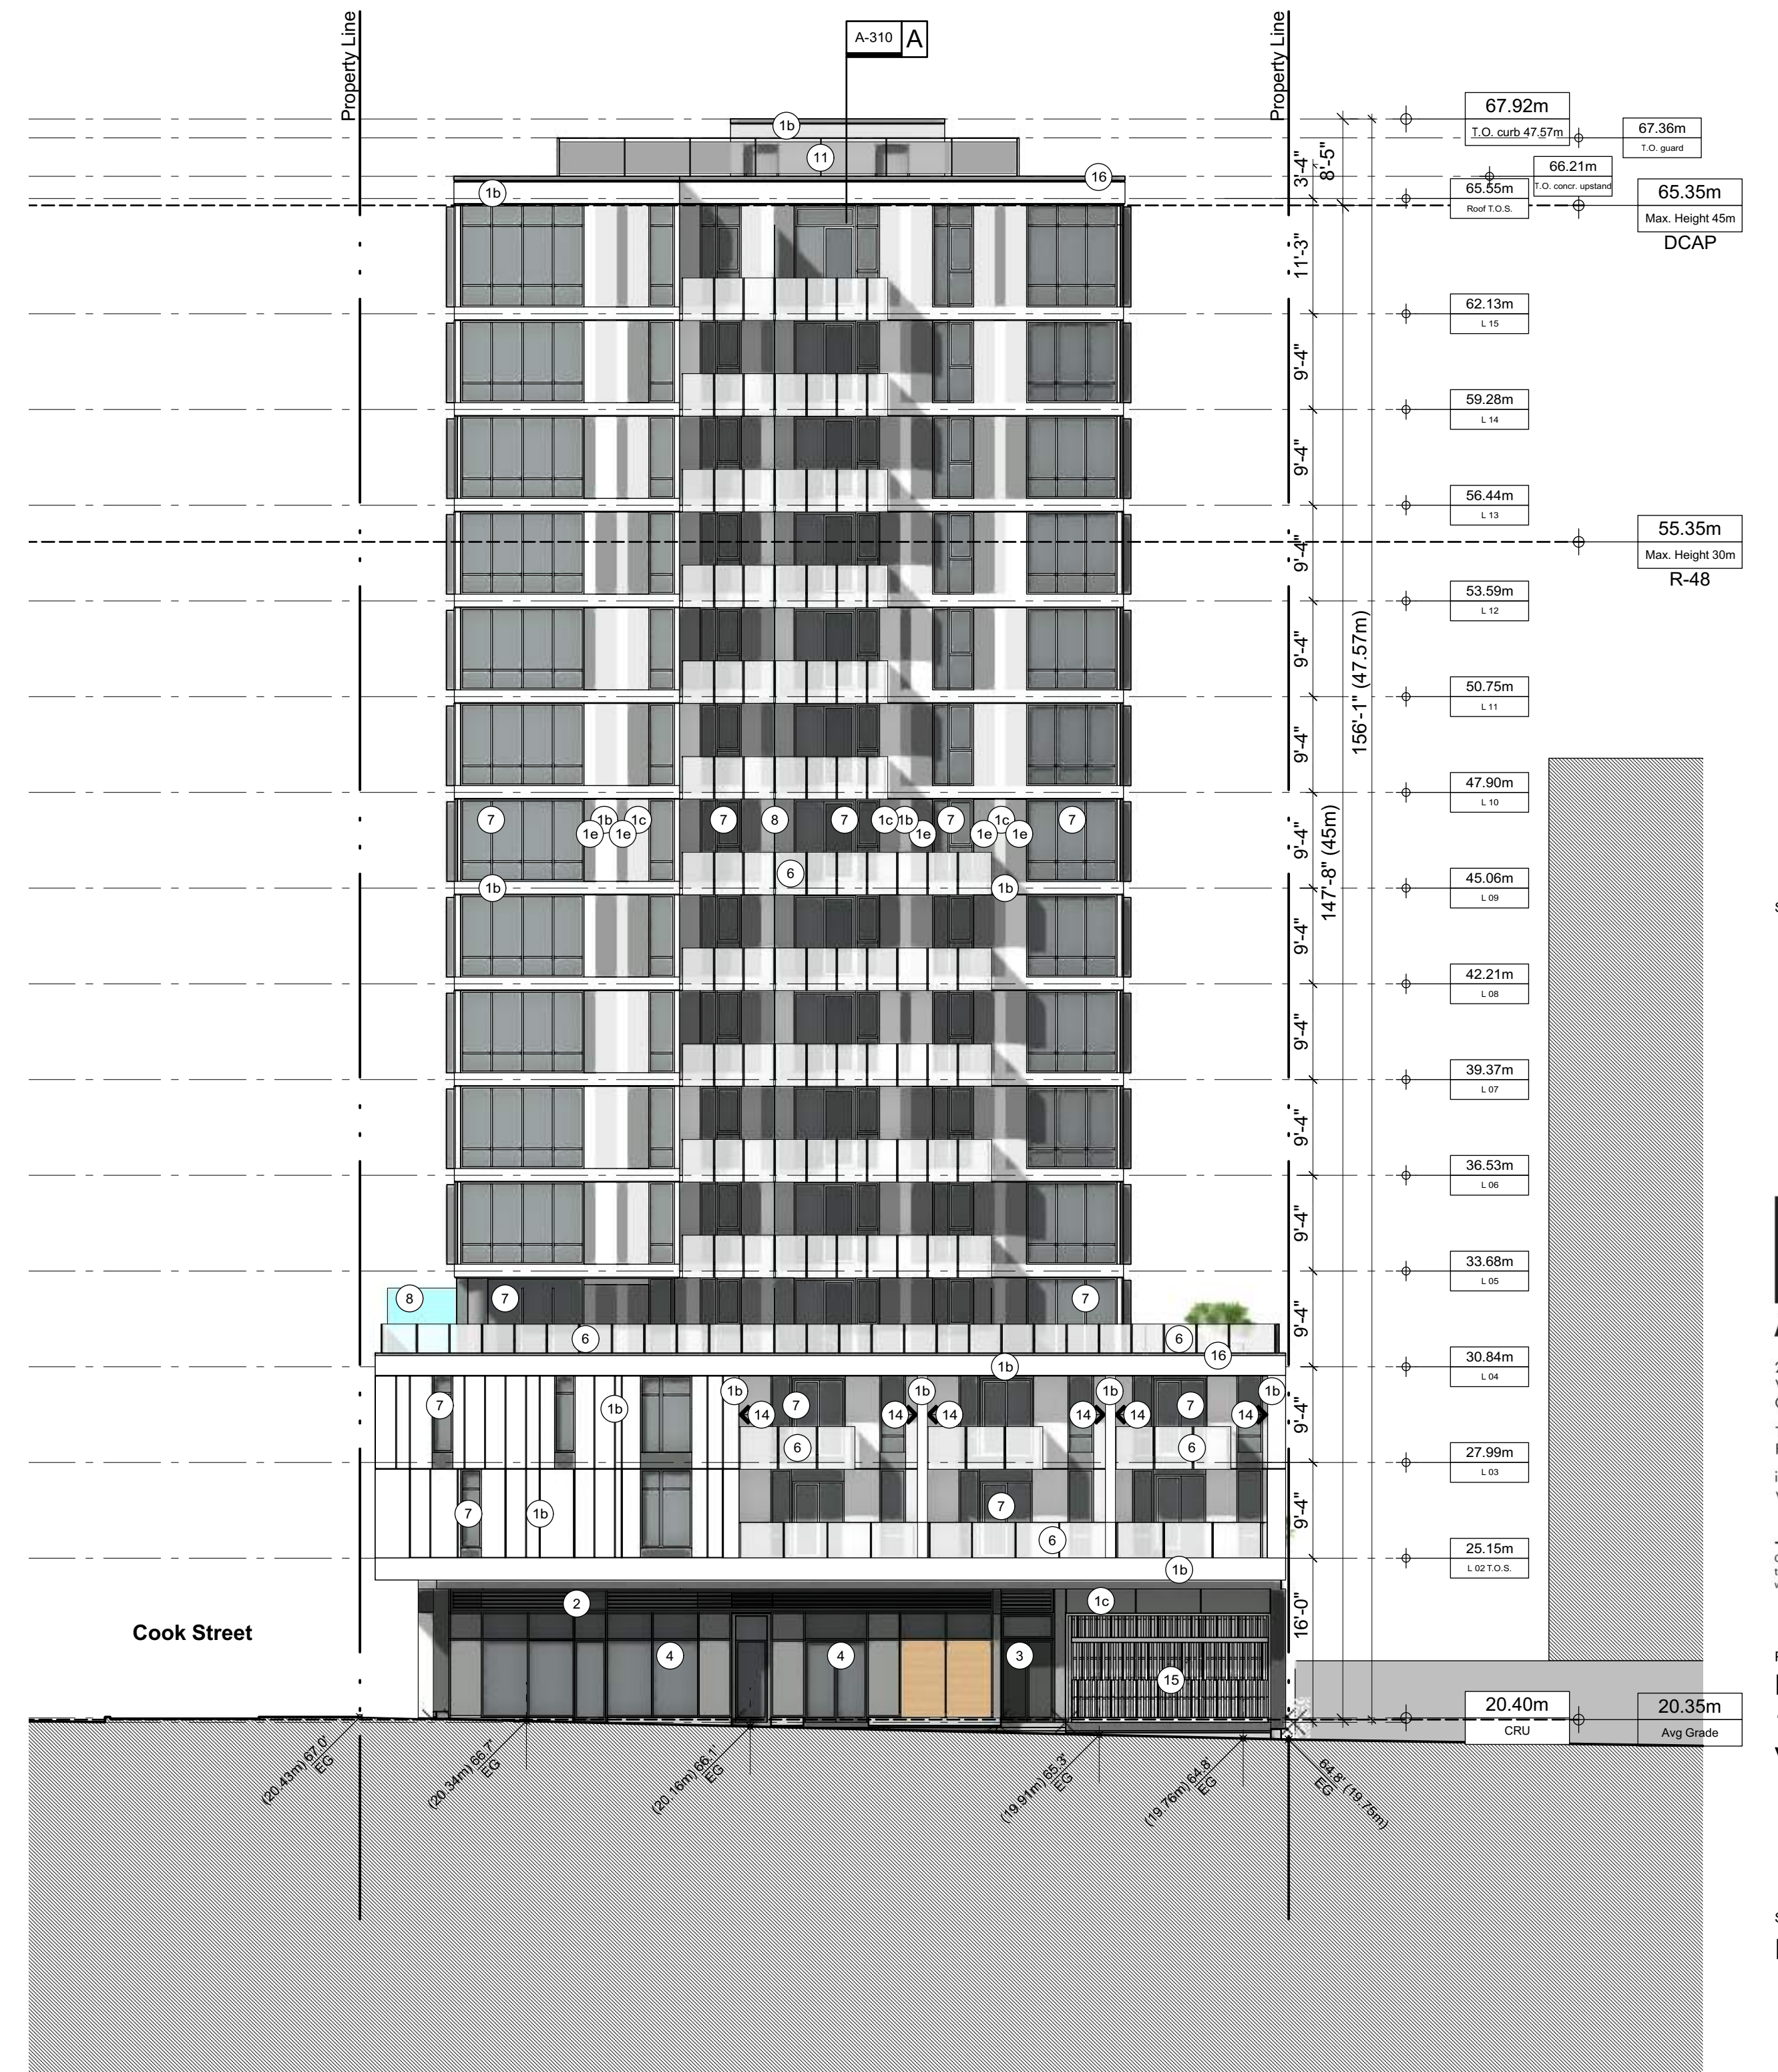 Property Line
A-310 A
Property Line
67.92m
T.O. curb 47.57m
67.36m
T.O. guard
66.21m
T.O. concr. upstand
65.55m
Roof T.O.S.
65.35m
Max. Height 45m
DCAP
1b
11
16
1b
3'-4"
8'-5"
11'-3"
62.13m
L 15
9'-4"
59.28m
L 14
9'-4"
56.44m
L 13
9'-4"
55.35m
Max. Height 30m
R-48
53.59m
L 12
9'-4"
156'-1" (47.57m)
50.75m
L 11
9'-4"
47.90m
L 10
7 1b 1c 7 8 7 1c 1b 7 1c 7
1e 1e 1e 1e 1e
9'-4"
147'-8" (45m)
6
1b 1b
45.06m
L 09
9'-4"
42.21m
L 08
9'-4"
39.37m
L 07
9'-4"
36.53m
L 06
9'-4"
33.68m
L 05
8 7 7
9'-4"
6 6
16
1b
30.84m
L 04
1b 1b 1b 1b
7 1b 14 7 14 14 14 14 7 14
9'-4"
6 6
27.99m
L 03
7 1b 7
9'-4"
6
25.15m
L 02 T.O.S.
1b
2 1c
16'-0"
Cook Street
4 4 3
15
20.40m
CRU
20.35m
Avg Grade
(20.43m) 67.0'
EG
(20.34m) 66.7'
EG
(20.16m) 66.1'
EG
(19.91m) 65.3'
EG
(19.76m) 64.8'
EG
64.8' (19.75m)
EG